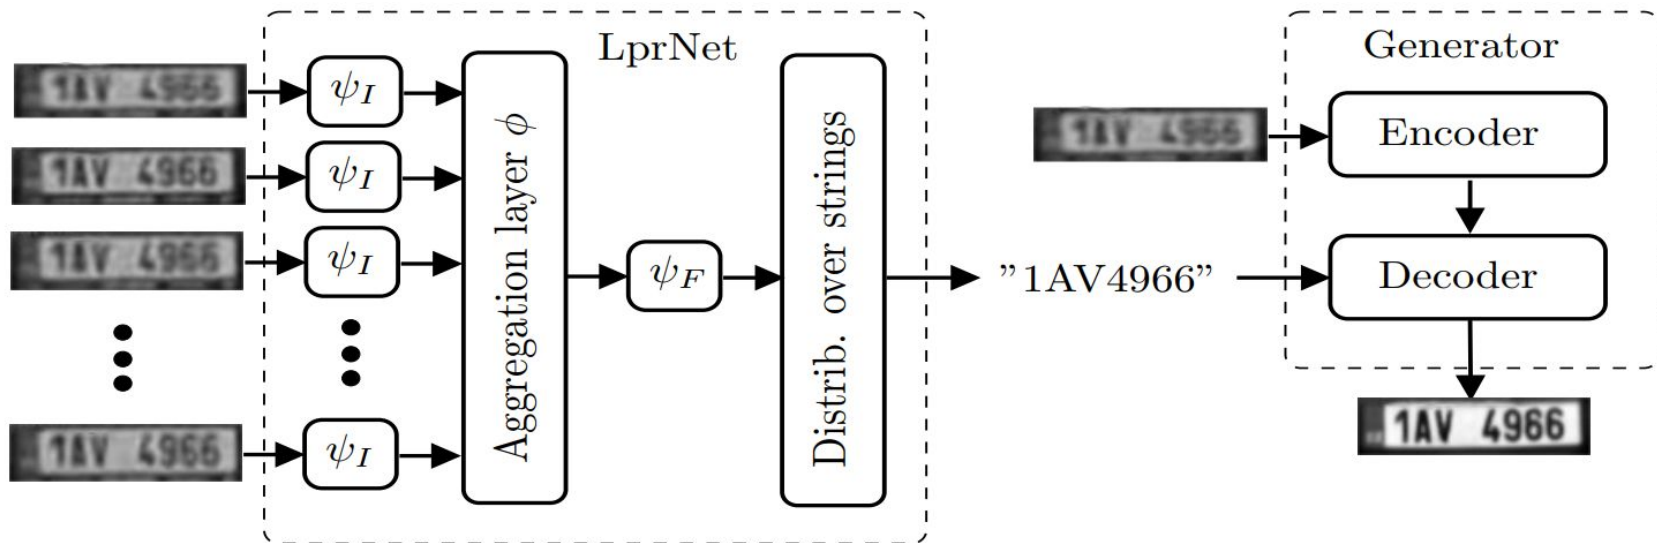 LprNet
Generator
1AV 4966
ψI
1AV 4966
ψI
1AV 4966
ψI
1AV 4966
ψI
Aggregation layer ϕ
ψF
Distrib. over strings
"1AV4966"
1AV 4966
Encoder
Decoder
1AV 4966